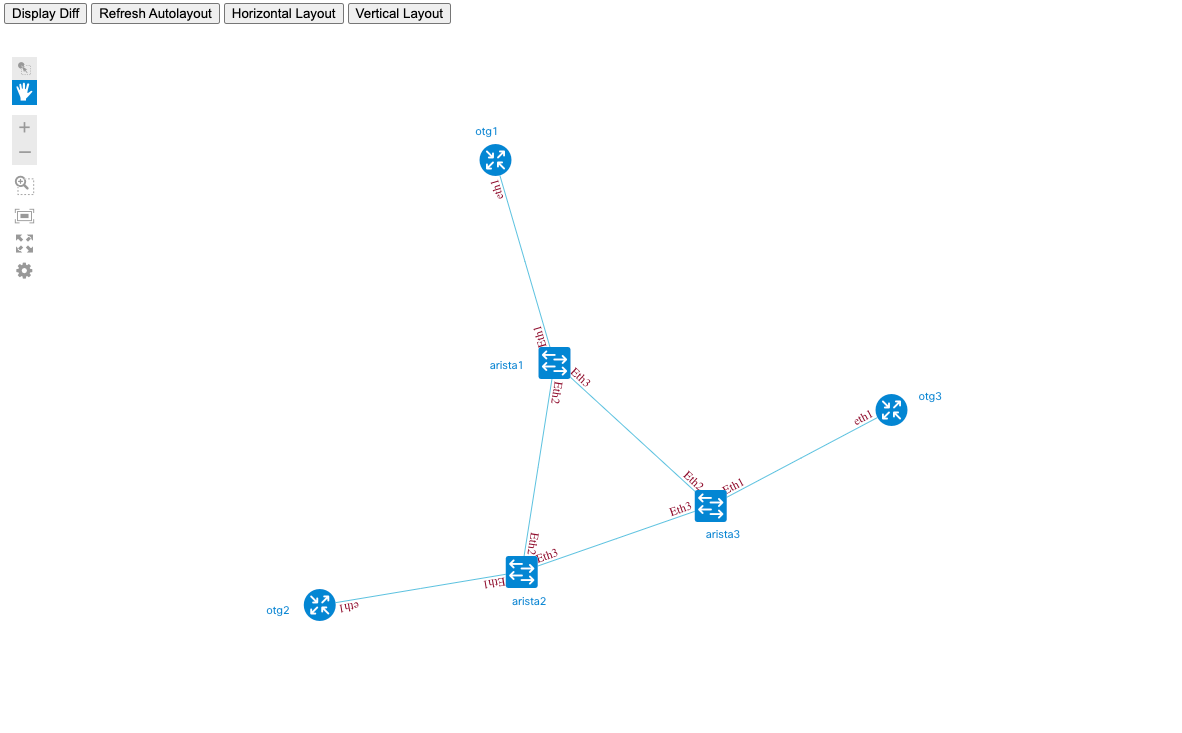 Display Diff Refresh Autolayout Horizontal Layout Vertical Layout
otg1
eth1
Eth1
arista1
Eth3
Eth2
otg3
eth1
Eth2
Eth1
Eth3
arista3
Eth2
Eth3
Eth1
arista2
otg2
eth1